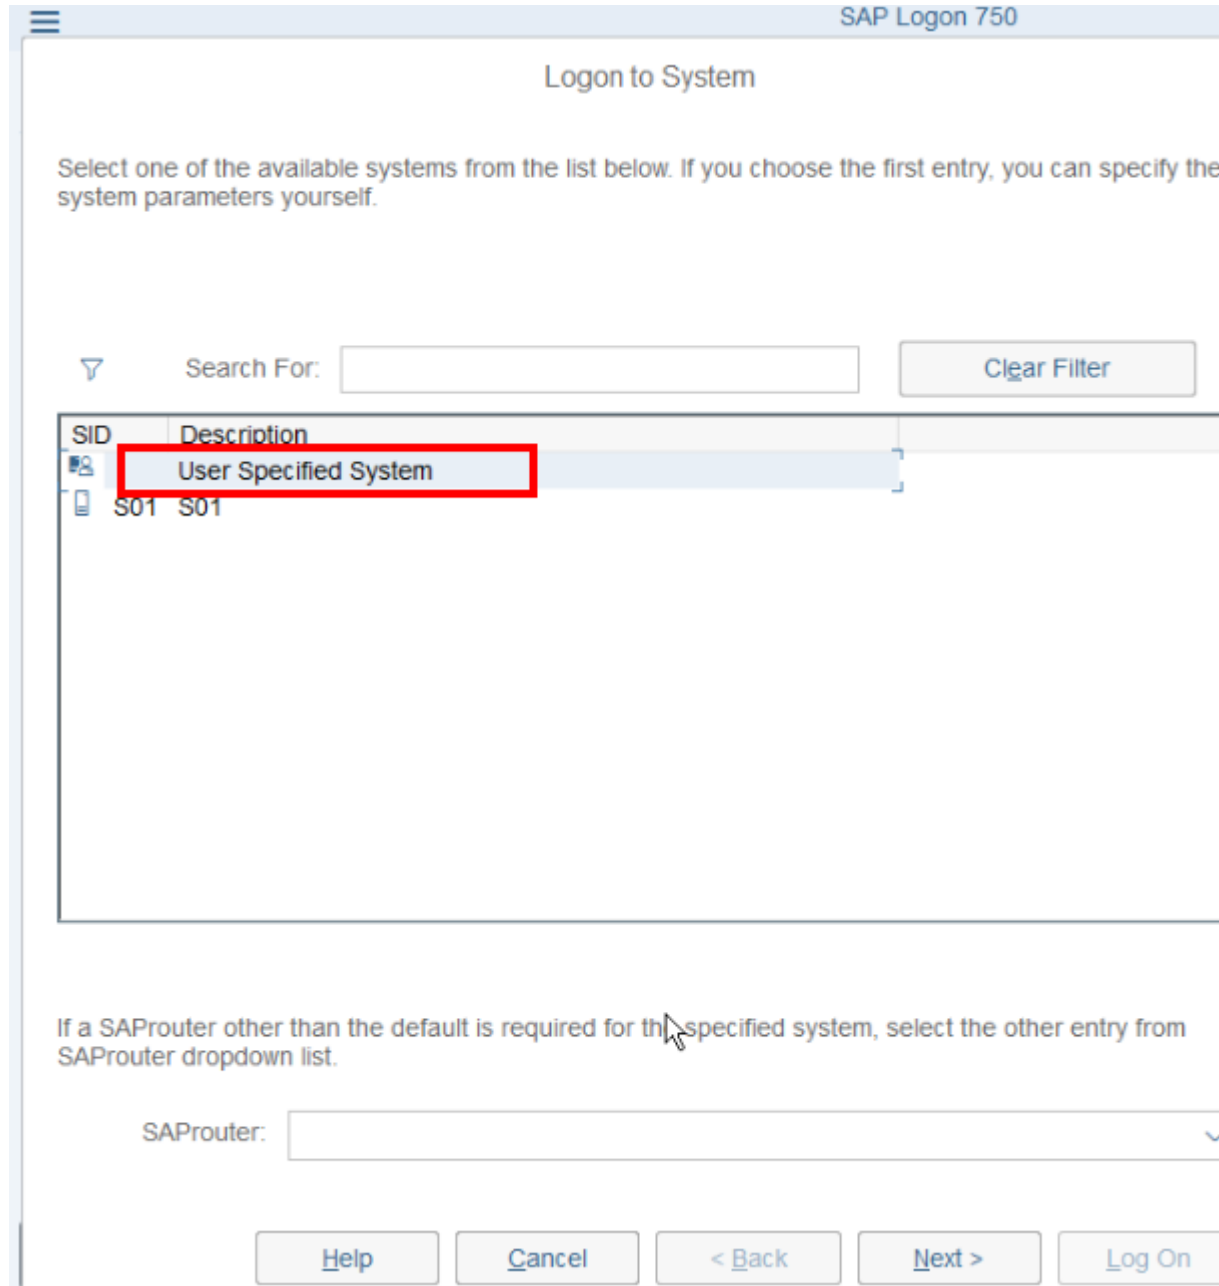 SAP Logon 750
Logon to System
Select one of the available systems from the list below. If you choose the first entry, you can specify the
system parameters yourself.
Search For:
Clear Filter
SID Description
User Specified System
S01 S01
If a SAProuter other than the default is required for the specified system, select the other entry from
SAProuter dropdown list.
SAProuter:
Help Cancel < Back Next > Log On